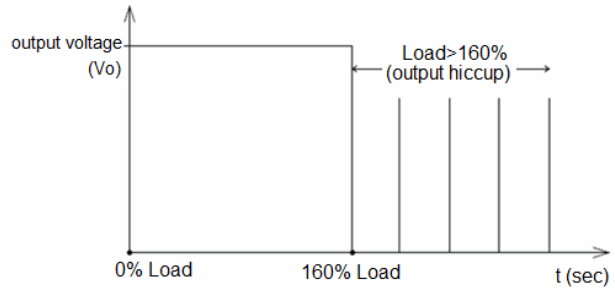 output voltage
(Vo)
Load>160%
(output hiccup)
0% Load
160% Load
t (sec)